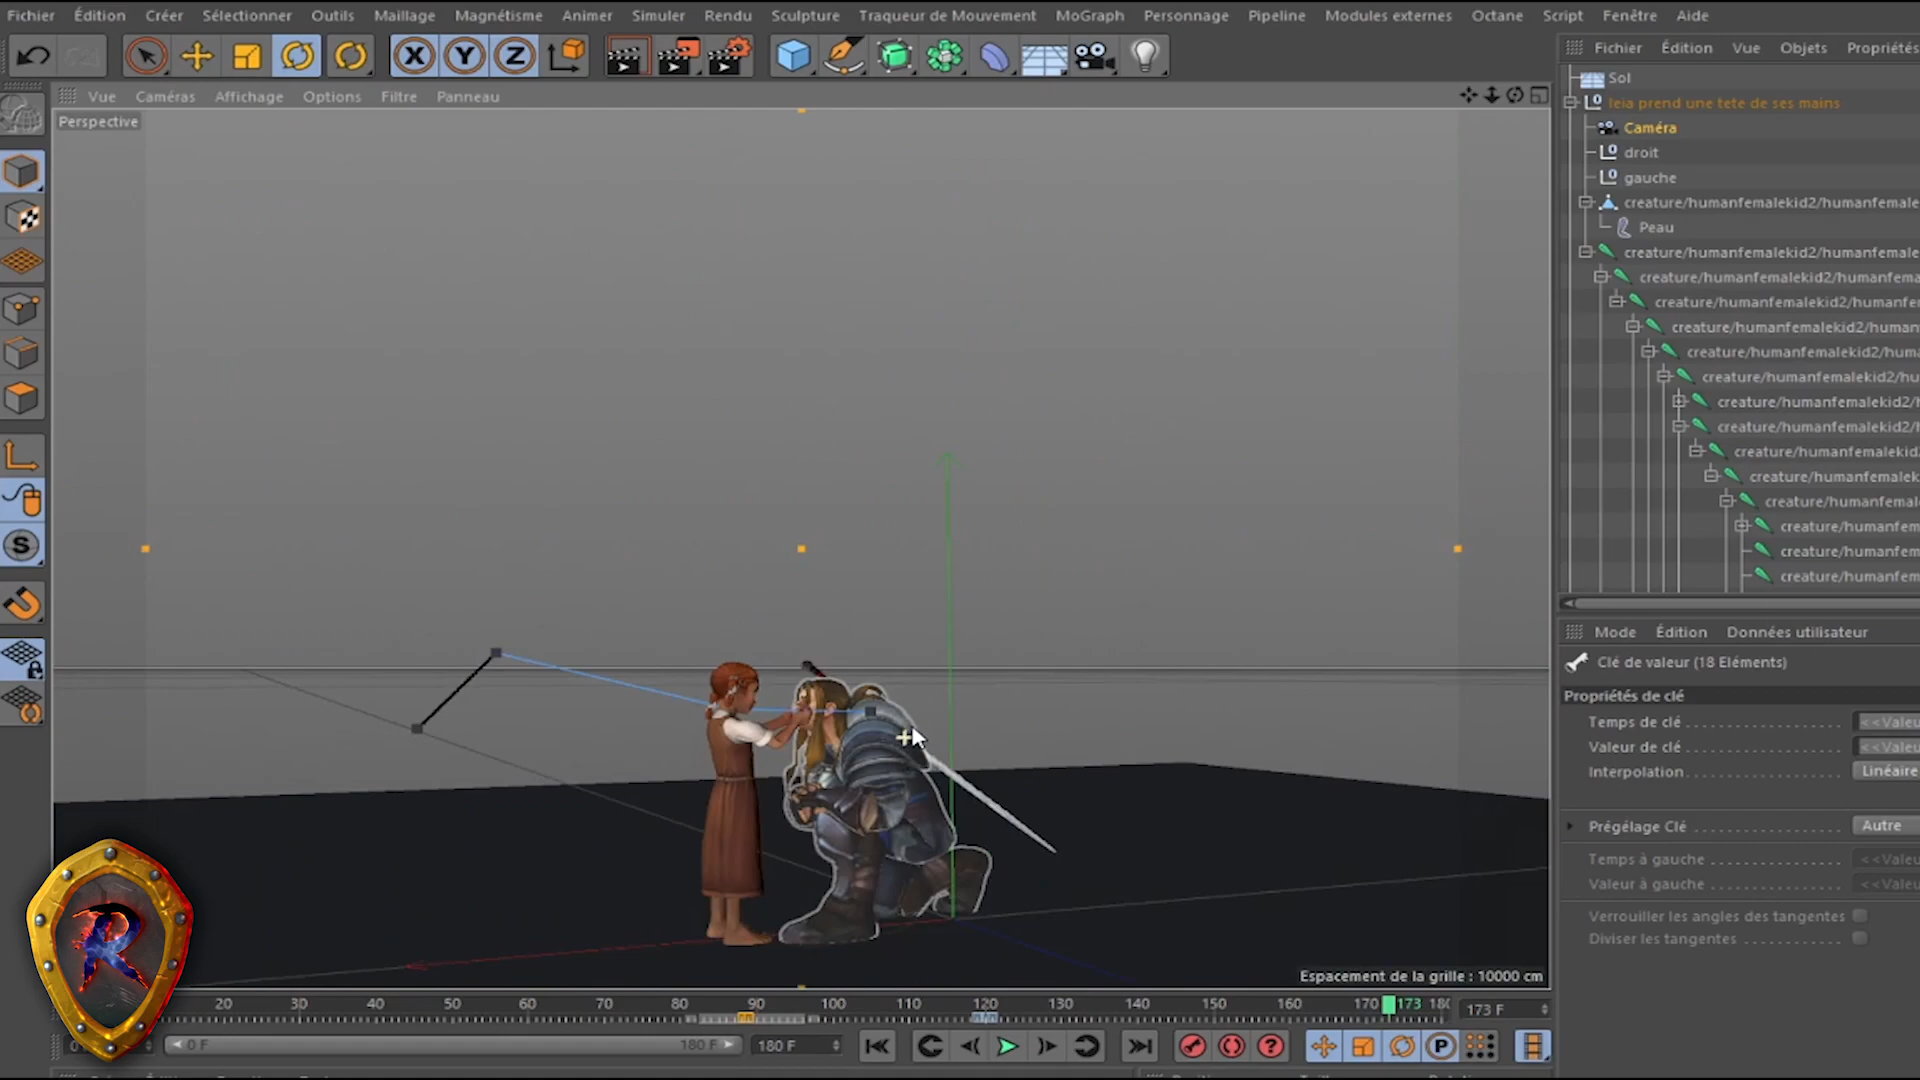 Fichier Édition Créer Sélectionner Outils Maillage Magnétisme Animer Simuler Rendu Sculpture Traqueur de Mouvement MoGraph Personnage Pipeline Modules externes Octane Script Fenêtre Aide
X Y Z
Fichier Édition Vue Objets Propriétés
Vue Caméras Affichage Options Filtre Panneau
Perspective
Sol
leia prend une tete de ses mains
Caméra
droit
gauche
creature/humanfemalekid2/humanfemale
Peau
creature/humanfemalekid2/humanfemale
creature/humanfemalekid2/humanfemale
creature/humanfemalekid2/humanfe
creature/humanfemalekid2/human
creature/humanfemalekid2/hum
creature/humanfemalekid2/hu
creature/humanfemalekid2/h
creature/humanfemalekid2/h
creature/humanfemalekid
creature/humanfemalek
creature/humanfemal
creature/humanfem
creature/humanfem
creature/humanfem
S
Mode Édition Données utilisateur
Clé de valeur (18 Eléments)
Propriétés de clé
Temps de clé <<Valeu
Valeur de clé <<Valeu
Interpolation Linéaire
Prégélage Clé Autre
Temps à gauche <<Valeu
Valeur à gauche <<Valeu
Verrouiller les angles des tangentes
Diviser les tangentes
Espacement de la grille : 10000 cm
R
20 30 40 50 60 70 80 90 100 110 120 130 140 150 160 170 173 180 173 F
0 F 180 F 180 F
P